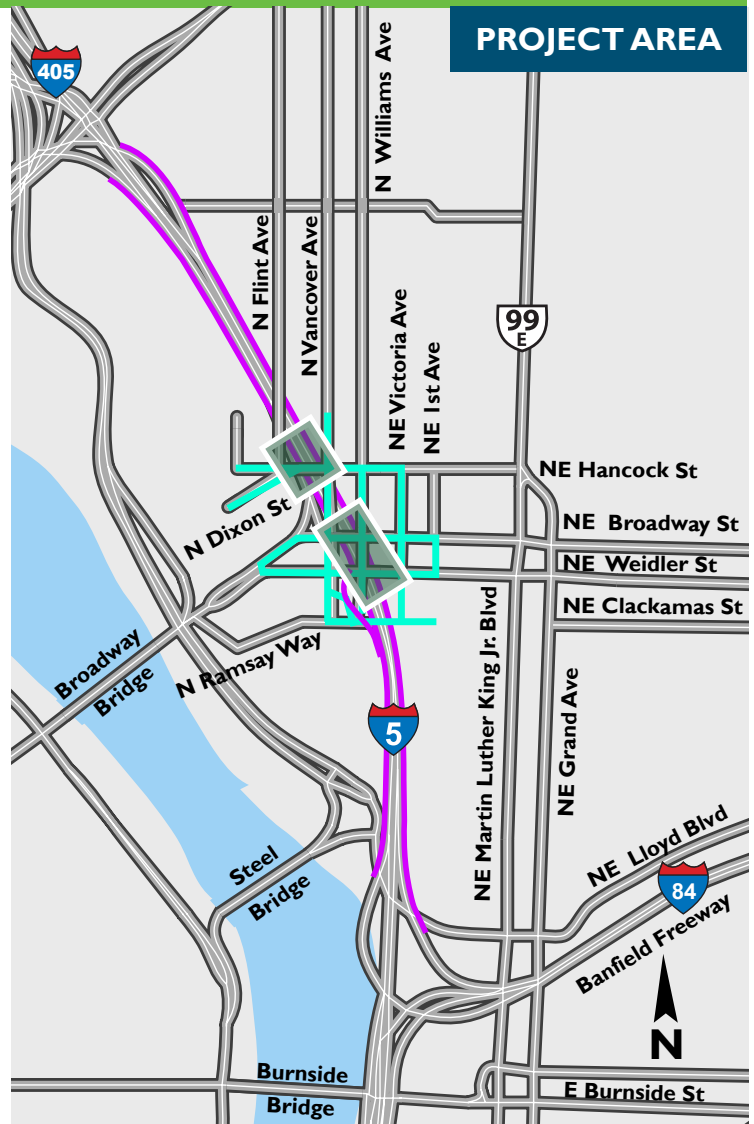 PROJECT AREA
405
N Williams Ave
N Flint Ave
N Vancover Ave
NE Victoria Ave
NE 1st Ave
99
E
NE Hancock St
N Dixon St
NE Broadway St
NE Weidler St
NE Clackamas St
Broadway
Bridge
N Ramsay Way
5
NE Martin Luther King Jr. Blvd
NE Grand Ave
Steel
Bridge
NE Lloyd Blvd
84
Banfield Freeway
N
Burnside
Bridge
E Burnside St